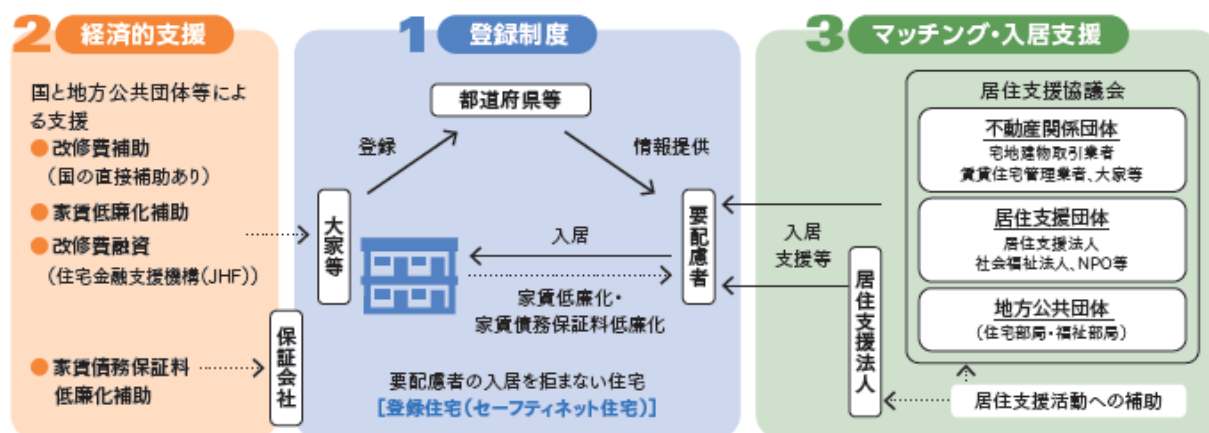 2 経済的支援
国と地方公共団体等によ
る支援
●改修費補助
(国の直接補助あり)
●家賃低廉化補助
●改修費融資
(住宅金融支援機構(JHF))
●家賃債務保証料
低廉化補助
保証会社
1 登録制度
都道府県等
登録
情報提供
大家等
要配慮者
入居
家賃低廉化・
家賃債務保証料低廉化
要配慮者の入居を拒まない住宅
[登録住宅(セーフティネット住宅)]
3 マッチング・入居支援
入居
支援等
居住支援法人
居住支援協議会
不動産関係団体
宅地建物取引業者
賃貸住宅管理業者、大家等
居住支援団体
居住支援法人
社会福祉法人、NPO等
地方公共団体
(住宅部局・福祉部局)
居住支援活動への補助